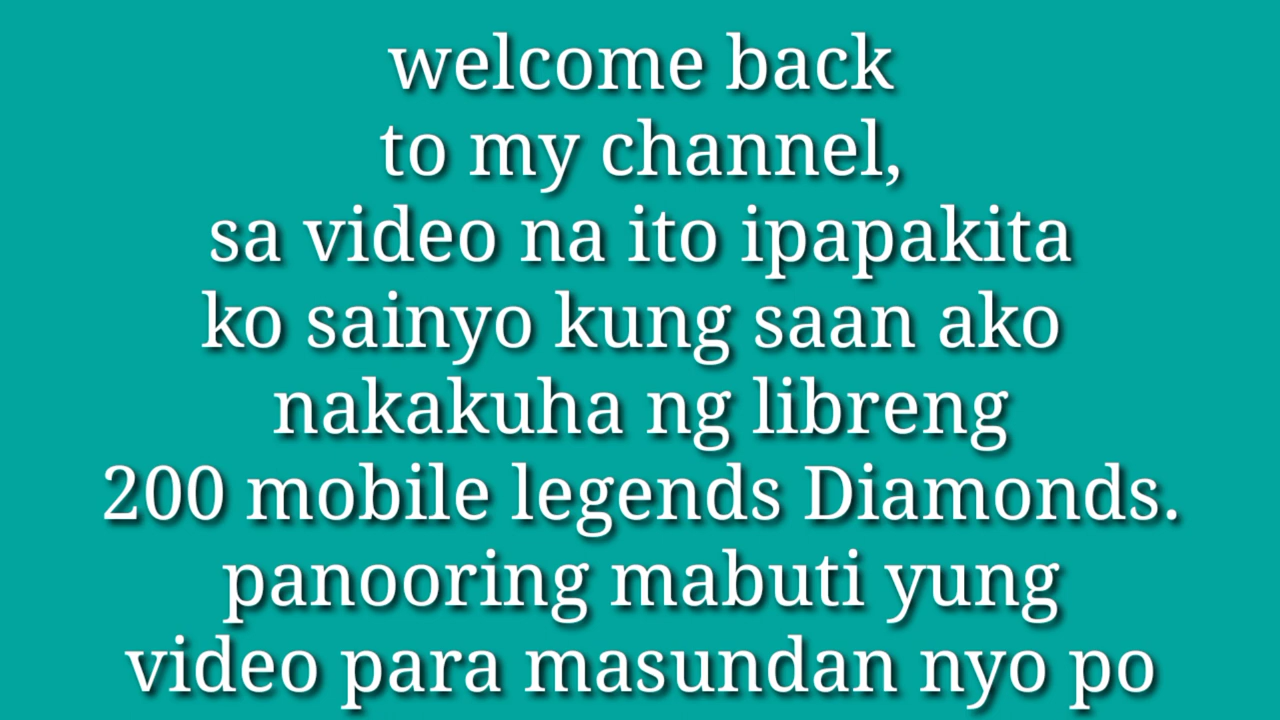 welcome back
to my channel,
sa video na ito ipapakita
ko sainyo kung saan ako
nakakuha ng libreng
200 mobile legends Diamonds.
panooring mabuti yung
video para masundan nyo po